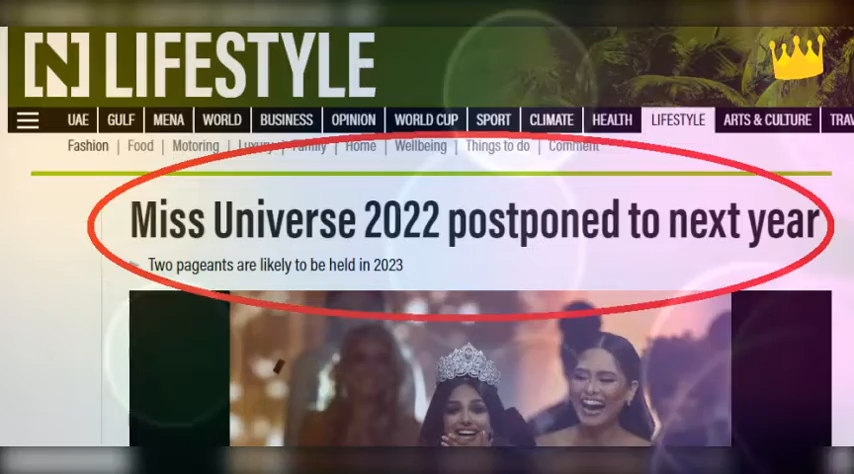 [N] LIFESTYLE
UAE | GULF | MENA | WORLD | BUSINESS | OPINION | WORLD CUP | SPORT | CLIMATE | HEALTH | LIFESTYLE | ARTS & CULTURE | TRAV
Fashion | Food | Motoring | Luxury | Family | Home | Wellbeing | Things to do | Comment
Miss Universe 2022 postponed to next year
Two pageants are likely to be held in 2023